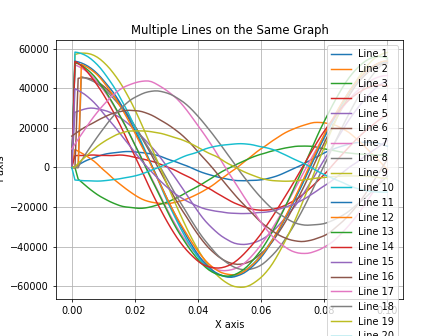 Multiple Lines on the Same Graph
60000
40000
20000
0
−20000
−40000
−60000
0.00
0.02
0.04
0.06
X axis
Line 1
Line 2
Line 3
Line 4
Line 5
Line 6
Line 7
Line 8
Line 9
Line 10
Line 11
Line 12
Line 13
Line 14
Line 15
Line 16
Line 17
Line 18
Line 19
Line 20